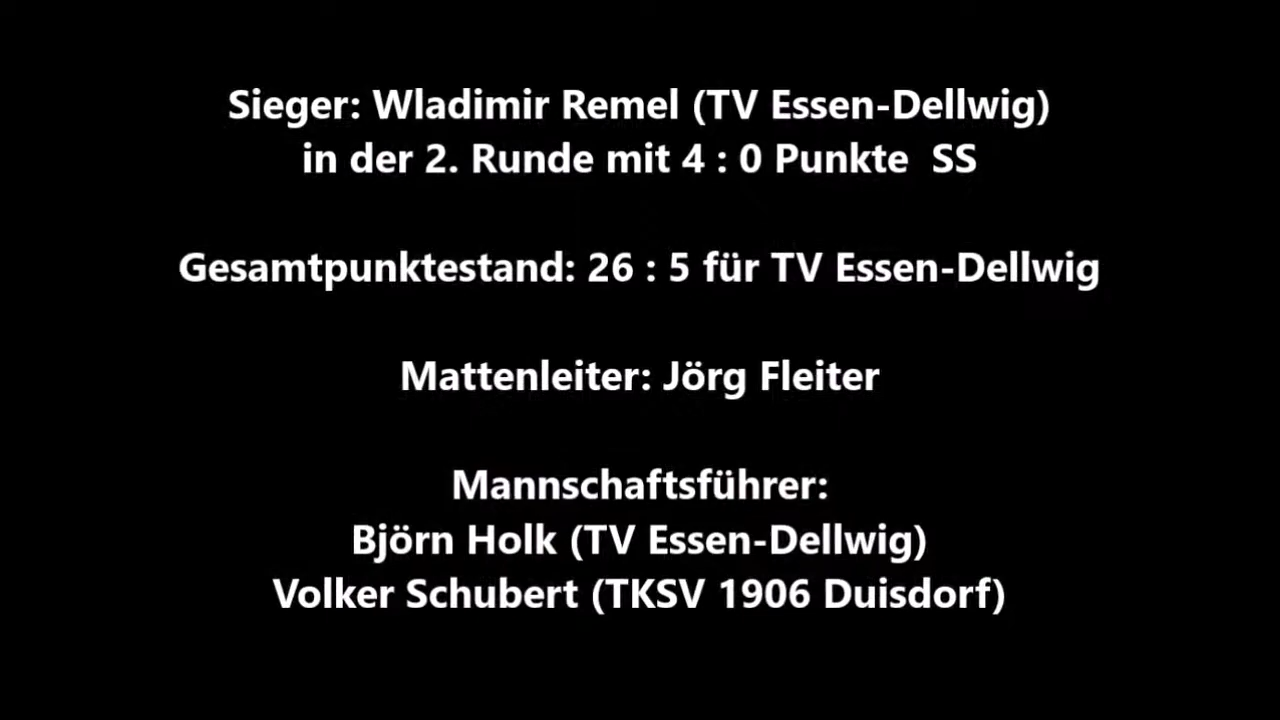 Sieger: Wladimir Remel (TV Essen-Dellwig)
in der 2. Runde mit 4 : 0 Punkte  SS
Gesamtpunktestand: 26 : 5 für TV Essen-Dellwig
Mattenleiter: Jörg Fleiter
Mannschaftsführer:
Björn Holk (TV Essen-Dellwig)
Volker Schubert (TKSV 1906 Duisdorf)